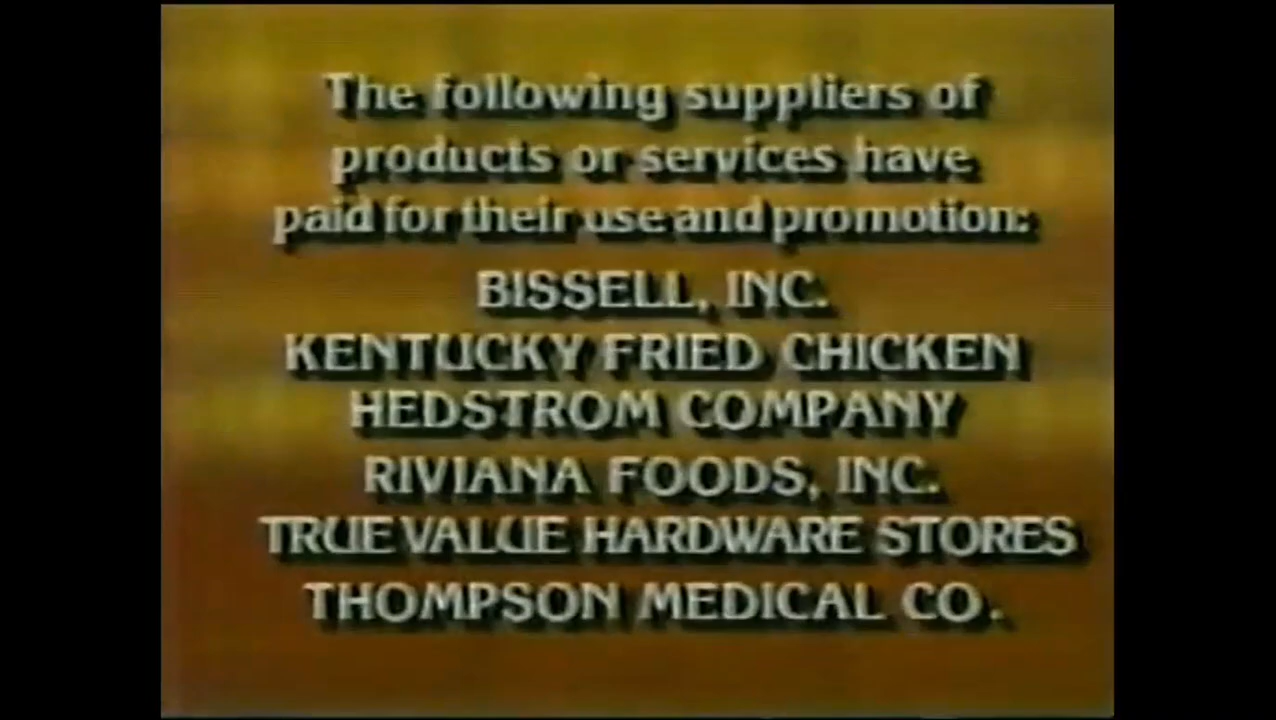 The following suppliers of
products or services have
paid for their use and promotion:
BISSELL, INC.
KENTUCKY FRIED CHICKEN
HEDSTROM COMPANY
RIVIANA FOODS, INC.
TRUE VALUE HARDWARE STORES
THOMPSON MEDICAL CO.